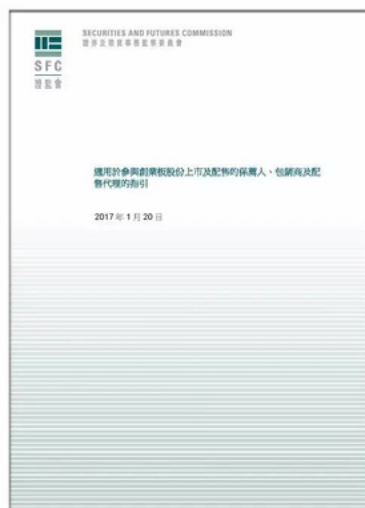 SECURITIES AND FUTURES COMMISSION
證券及期貨事務監察委員會
SFC
證監會
適用於參與創業板股份上市及配售的保薦人、包銷商及配
售代理的指引
2017 年 1 月 20 日